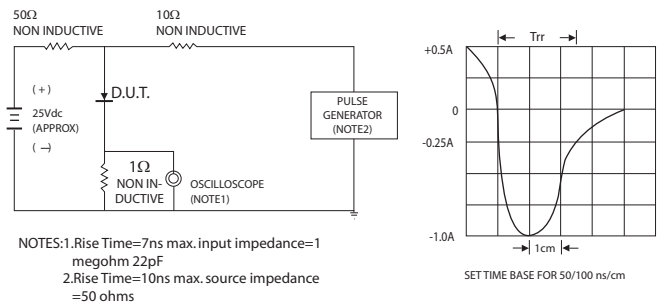 50Ω
NON INDUCTIVE
10Ω
NON INDUCTIVE
(+)
25Vdc
(APPROX)
(−)
D.U.T.
1Ω
NON IN-
DUCTIVE
OSCILLOSCOPE
(NOTE1)
PULSE
GENERATOR
(NOTE2)
NOTES:1.Rise Time=7ns max. input impedance=1
megohm 22pF
2.Rise Time=10ns max. source impedance
=50 ohms
Trr
+0.5A
0
-0.25A
-1.0A
1cm
SET TIME BASE FOR 50/100 ns/cm